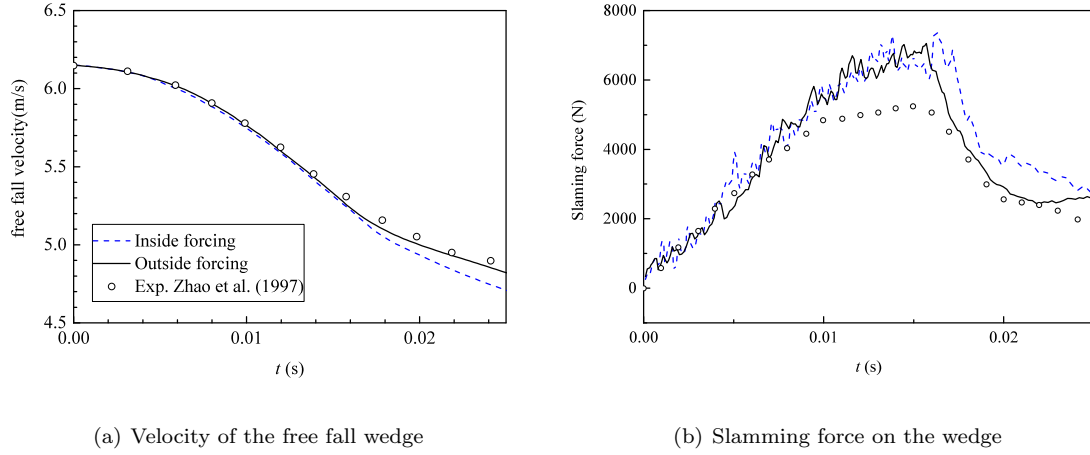 6.5
6.0
5.5
5.0
4.5
free fall velocity(m/s)
Inside forcing
Outside forcing
Exp. Zhao et al. (1997)
0.00
0.01
0.02
t (s)
(a) Velocity of the free fall wedge
8000
6000
4000
2000
0
Slaming force (N)
0.00
0.01
0.02
t (s)
(b) Slamming force on the wedge